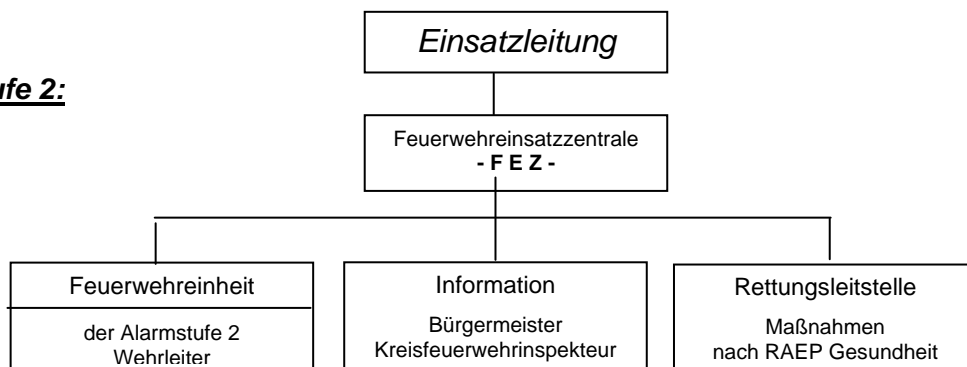 Einsatzleitung
ufe 2:
Feuerwehreinsatzzentrale
- F E Z -
Feuerwehreinheit
der Alarmstufe 2
Wehrleiter
Information
Bürgermeister
Kreisfeuerwehrinspekteur
Rettungsleitstelle
Maßnahmen
nach RAEP Gesundheit